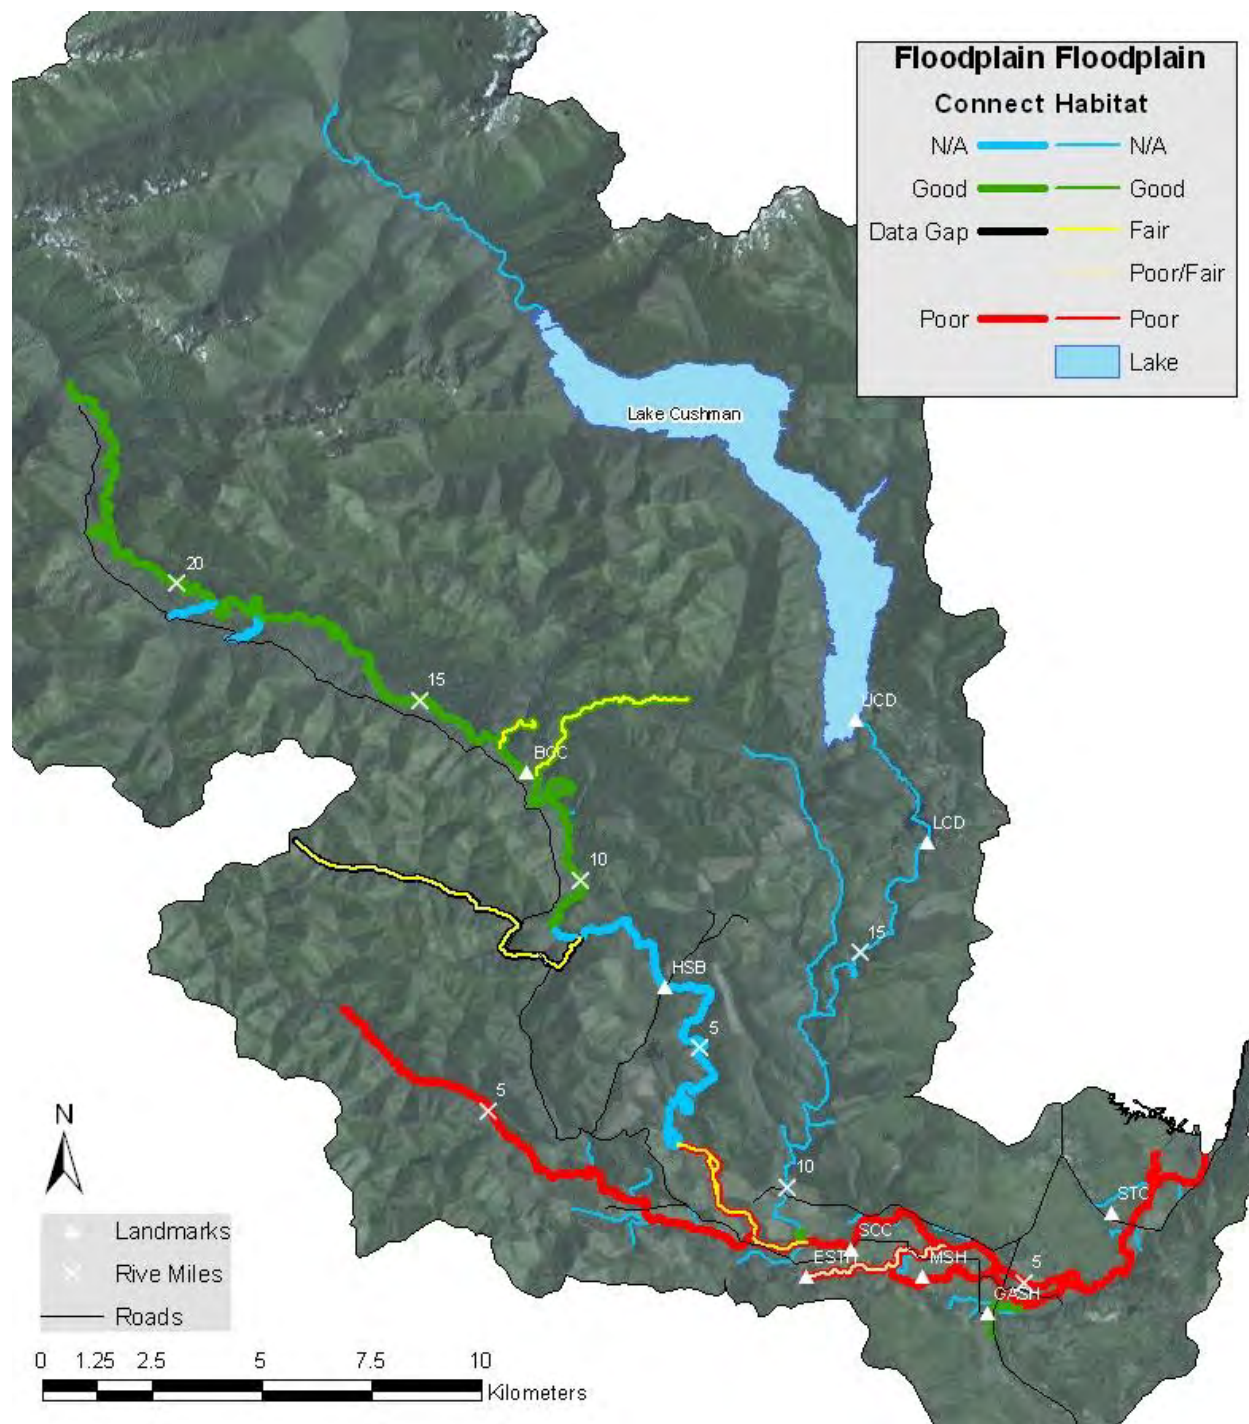 Floodplain Floodplain
Connect Habitat
N/A N/A
Good Good
Data Gap Fair
Poor/Fair
Poor Poor
Lake
Lake Cushman
20
15
UCD
BCC
LCD
10
15
HSB
5
5
10
STC
SCC
ESTH MSH 5
GASH
N
Landmarks
Rive Miles
Roads
0 1.25 2.5 5 7.5 10
Kilometers